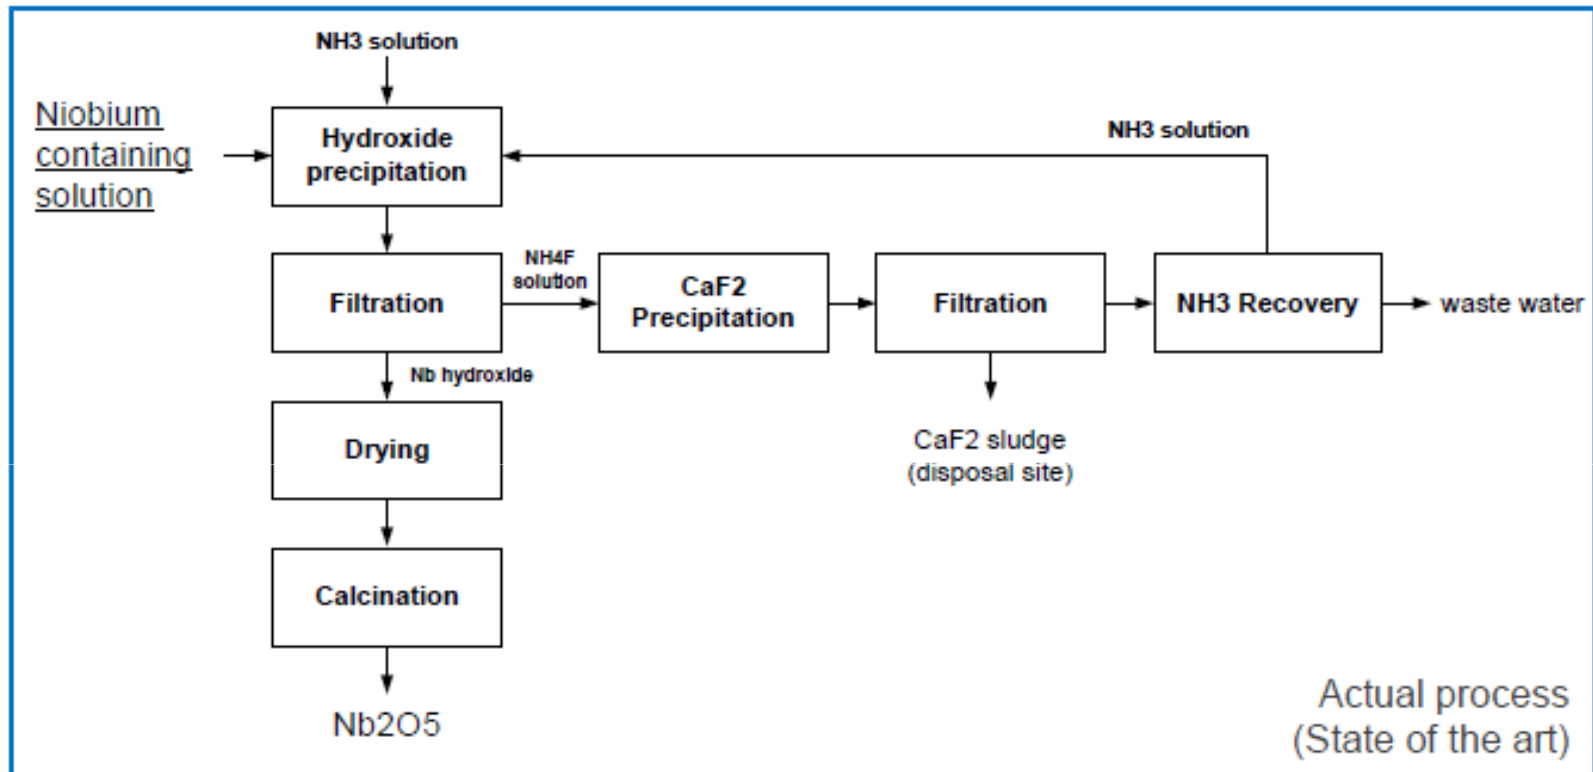 NH3 solution
Niobium
containing
solution
Hydroxide
precipitation
NH3 solution
Filtration
NH4F
solution
CaF2
Precipitation
Filtration
NH3 Recovery
waste water
Nb hydroxide
Drying
CaF2 sludge
(disposal site)
Calcination
Nb2O5
Actual process
(State of the art)